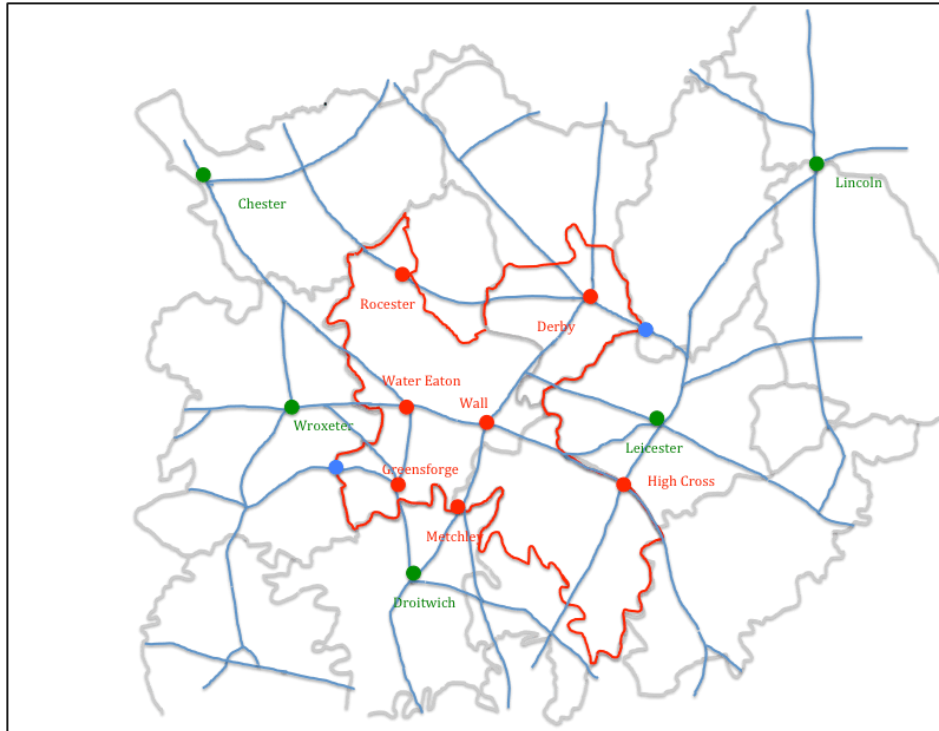 Chester
Lincoln
Rocester
Derby
Water Eaton
Wall
Wroxeter
Leicester
Greensforge
High Cross
Metchley
Droitwich